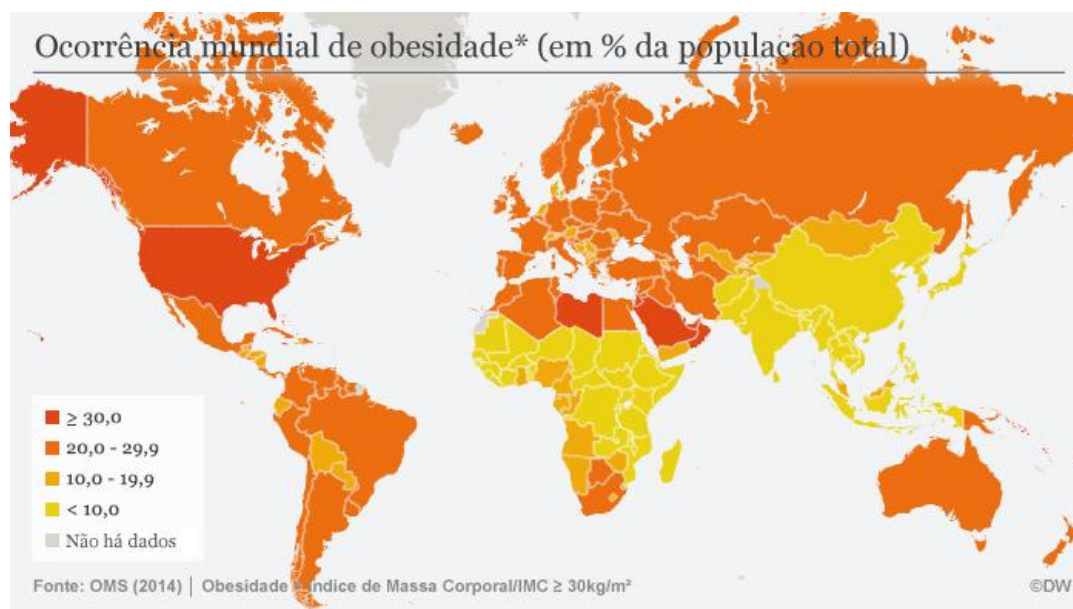 Ocorrência mundial de obesidade* (em % da população total)
≥ 30,0
20,0 - 29,9
10,0 - 19,9
< 10,0
Não há dados
Fonte: OMS (2014) | Obesidade Índice de Massa Corporal/IMC ≥ 30kg/m²
©DW